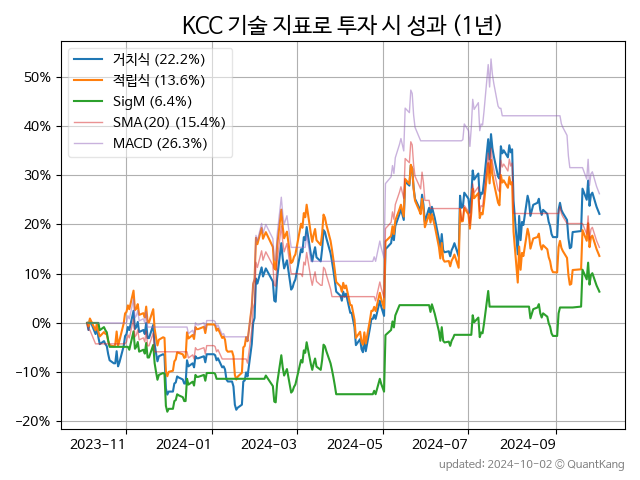 KCC 기술 지표로 투자 시 성과 (1년)
거치식 (22.2%)
적립식 (13.6%)
SigM (6.4%)
SMA(20) (15.4%)
MACD (26.3%)
50%
40%
30%
20%
10%
0%
−10%
−20%
2023-11
2024-01
2024-03
2024-05
2024-07
2024-09
updated: 2024-10-02 © QuantKang